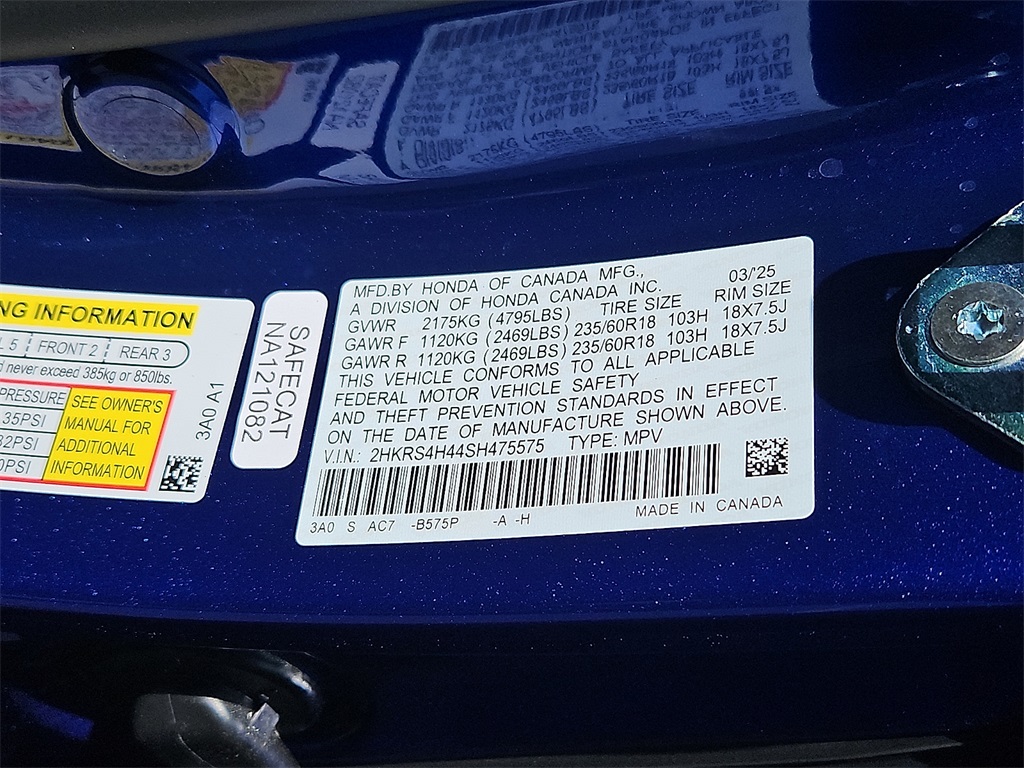 NG INFORMATION
L 5 FRONT 2 REAR 3
d never exceed 385kg or 850lbs.
PRESSURE
35PSI
32PSI
0PSI
SEE OWNER'S
MANUAL FOR
ADDITIONAL
INFORMATION
3A0 A1
SAFECAT
NA121082
MFD.BY HONDA OF CANADA MFG., 03/'25
A DIVISION OF HONDA CANADA INC.
GVWR 2175KG (4795LBS) TIRE SIZE RIM SIZE
GAWR F 1120KG (2469LBS) 235/60R18 103H 18X7.5J
GAWR R 1120KG (2469LBS) 235/60R18 103H 18X7.5J
THIS VEHICLE CONFORMS TO ALL APPLICABLE
FEDERAL MOTOR VEHICLE SAFETY
AND THEFT PREVENTION STANDARDS IN EFFECT
ON THE DATE OF MANUFACTURE SHOWN ABOVE.
V.I.N.: 2HKRS4H44SH475575 TYPE: MPV
3A0 S AC7 -B575P -A -H MADE IN CANADA